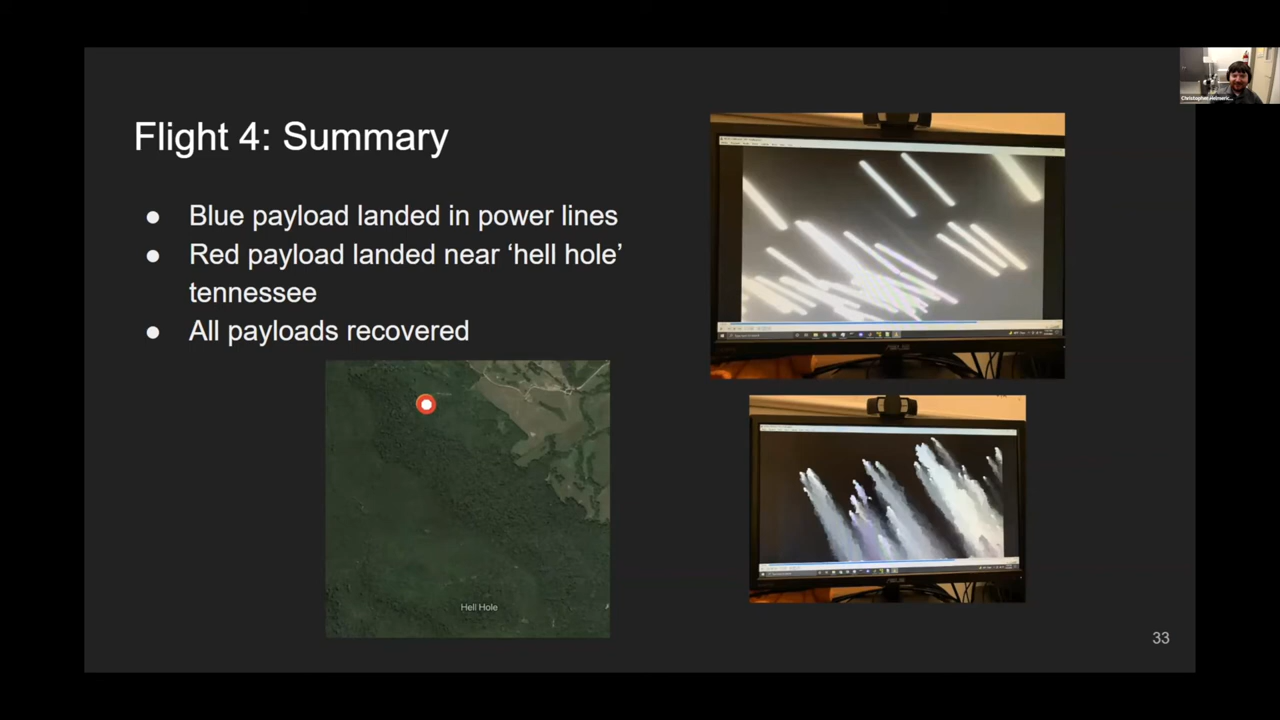 Flight 4: Summary
● Blue payload landed in power lines
● Red payload landed near ‘hell hole’
tennessee
● All payloads recovered
Hell Hole
ASUS
33